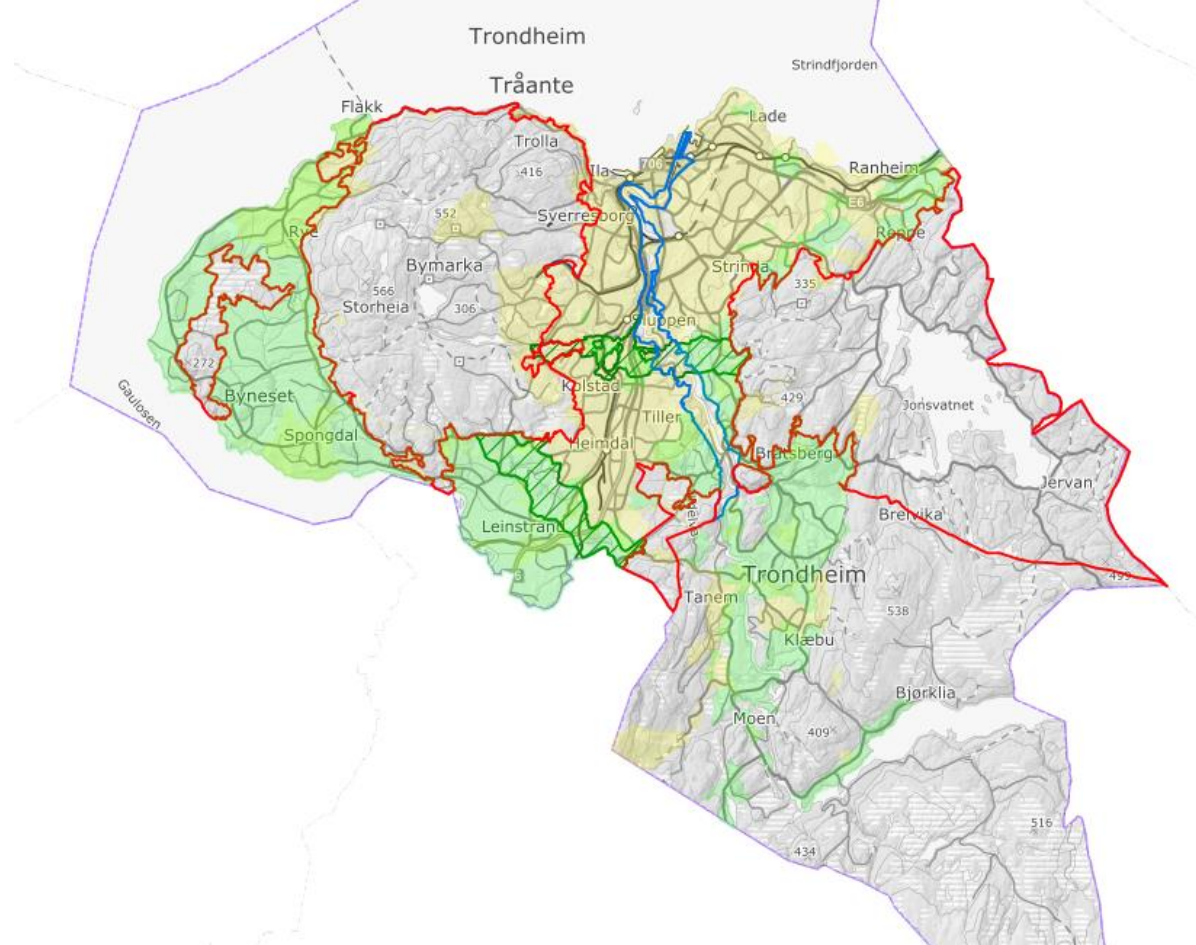 Trondheim
Tråante
Strindfjorden
Flakk
Lade
Trolla
706
Ila
416
Ranheim
E6
552
Sverresborg
Rye
Reppe
Bymarka
Strinda
566
335
Storheia
306
Sluppen
272
Kolstad
429
Byneset
Jonsvatnet
Gaulosen
Tiller
Spongdal
Heimdal
Bratsberg
Jervan
Leinstrand
Breivika
Trondheim
499
Tanem
538
Klæbu
Bjørklia
Moen
409
516
434